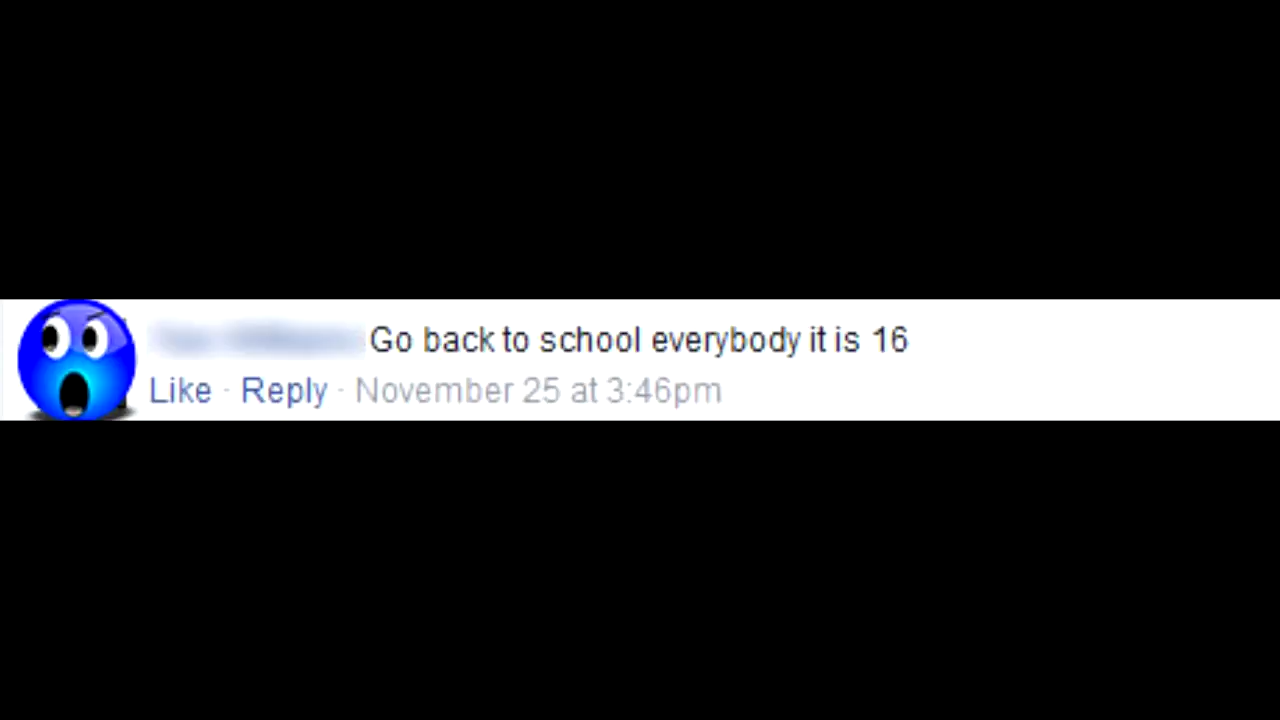 Go back to school everybody it is 16
Like · Reply · November 25 at 3:46pm